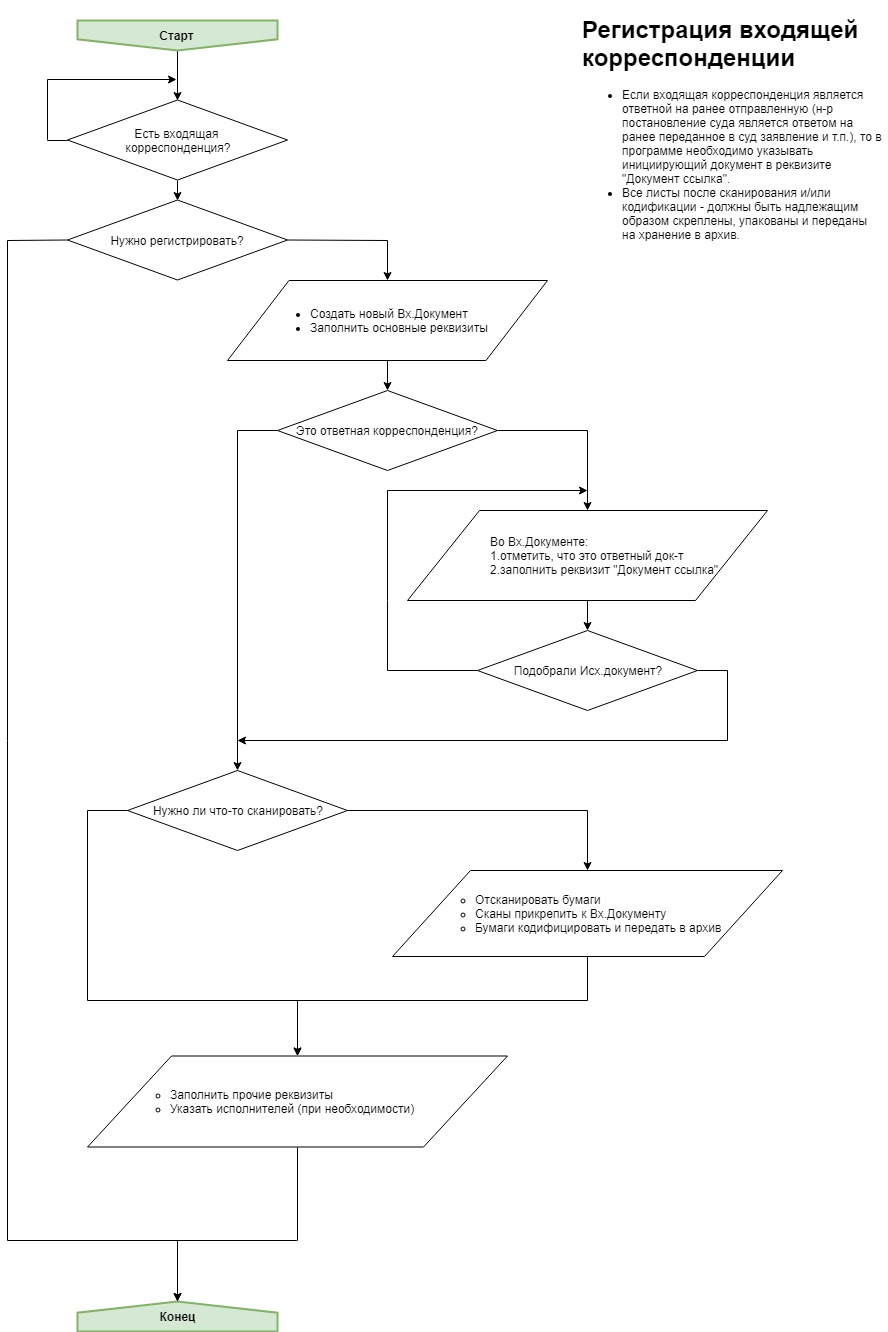 Старт
Регистрация входящей
корреспонденции
Если входящая корреспонденция является
ответной на ранее отправленную (н-р
постановление суда является ответом на
ранее переданное в суд заявление и т.п.), то в
программе необходимо указывать
инициирующий документ в реквизите
"Документ ссылка".
Все листы после сканирования и/или
кодификации - должны быть надлежащим
образом скреплены, упакованы и переданы
на хранение в архив.
Есть входящая
корреспонденция?
Нужно регистрировать?
Создать новый Вх.Документ
Заполнить основные реквизиты
Это ответная корреспонденция?
Во Вх.Документе:
1.отметить, что это ответный док-т
2.заполнить реквизит "Документ ссылка"
Подобрали Исх.документ?
Нужно ли что-то сканировать?
Отсканировать бумаги
Сканы прикрепить к Вх.Документу
Бумаги кодифицировать и передать в архив
Заполнить прочие реквизиты
Указать исполнителей (при необходимости)
Конец